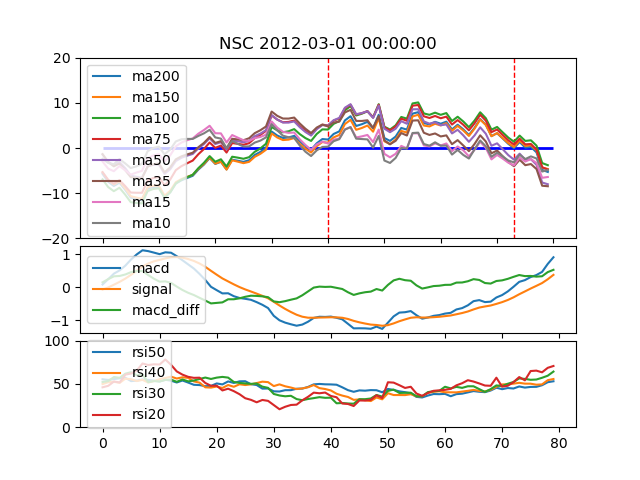 NSC 2012-03-01 00:00:00
20
10
0
−10
−20
ma200
ma150
ma100
ma75
ma50
ma35
ma15
ma10
1
0
−1
macd
signal
macd_diff
100
50
0
rsi50
rsi40
rsi30
rsi20
0 10 20 30 40 50 60 70 80